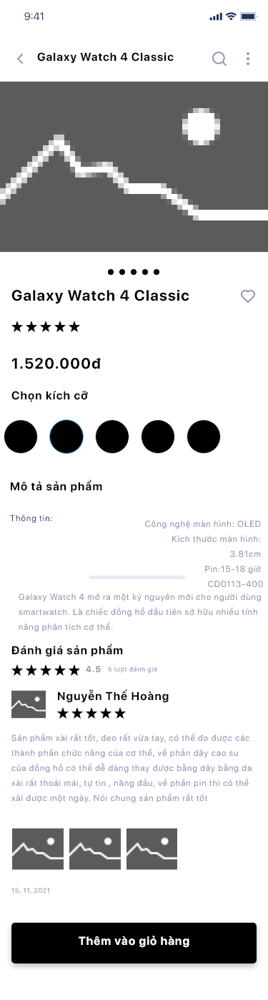 9:41
Galaxy Watch 4 Classic
Galaxy Watch 4 Classic
1.520.000đ
Chọn kích cỡ
Mô tả sản phẩm
Thông tin:
Công nghệ màn hình: OLED
Kích thước màn hình:
3.81cm
Pin:15-18 giờ
CD0113-400
Galaxy Watch 4 mở ra một kỷ nguyên mới cho người dùng
smartwatch. Là chiếc đồng hồ đầu tiên sở hữu nhiều tính
năng phân tích cơ thể.
Đánh giá sản phẩm
4.5 5 lượt đánh giá
Nguyễn Thế Hoàng
Sản phẩm xài rất tốt, đeo rất vừa tay, có thể đo được các
thành phần chức năng của cơ thể, về phần dây cao su
của đồng hồ có thể dễ dàng thay được bằng dây bằng da
xài rất thoải mái, tự tin , năng đầu, về phần pin thì có thể
xài được một ngày. Nói chung sản phẩm rất tốt
15, 11, 2021
Thêm vào giỏ hàng